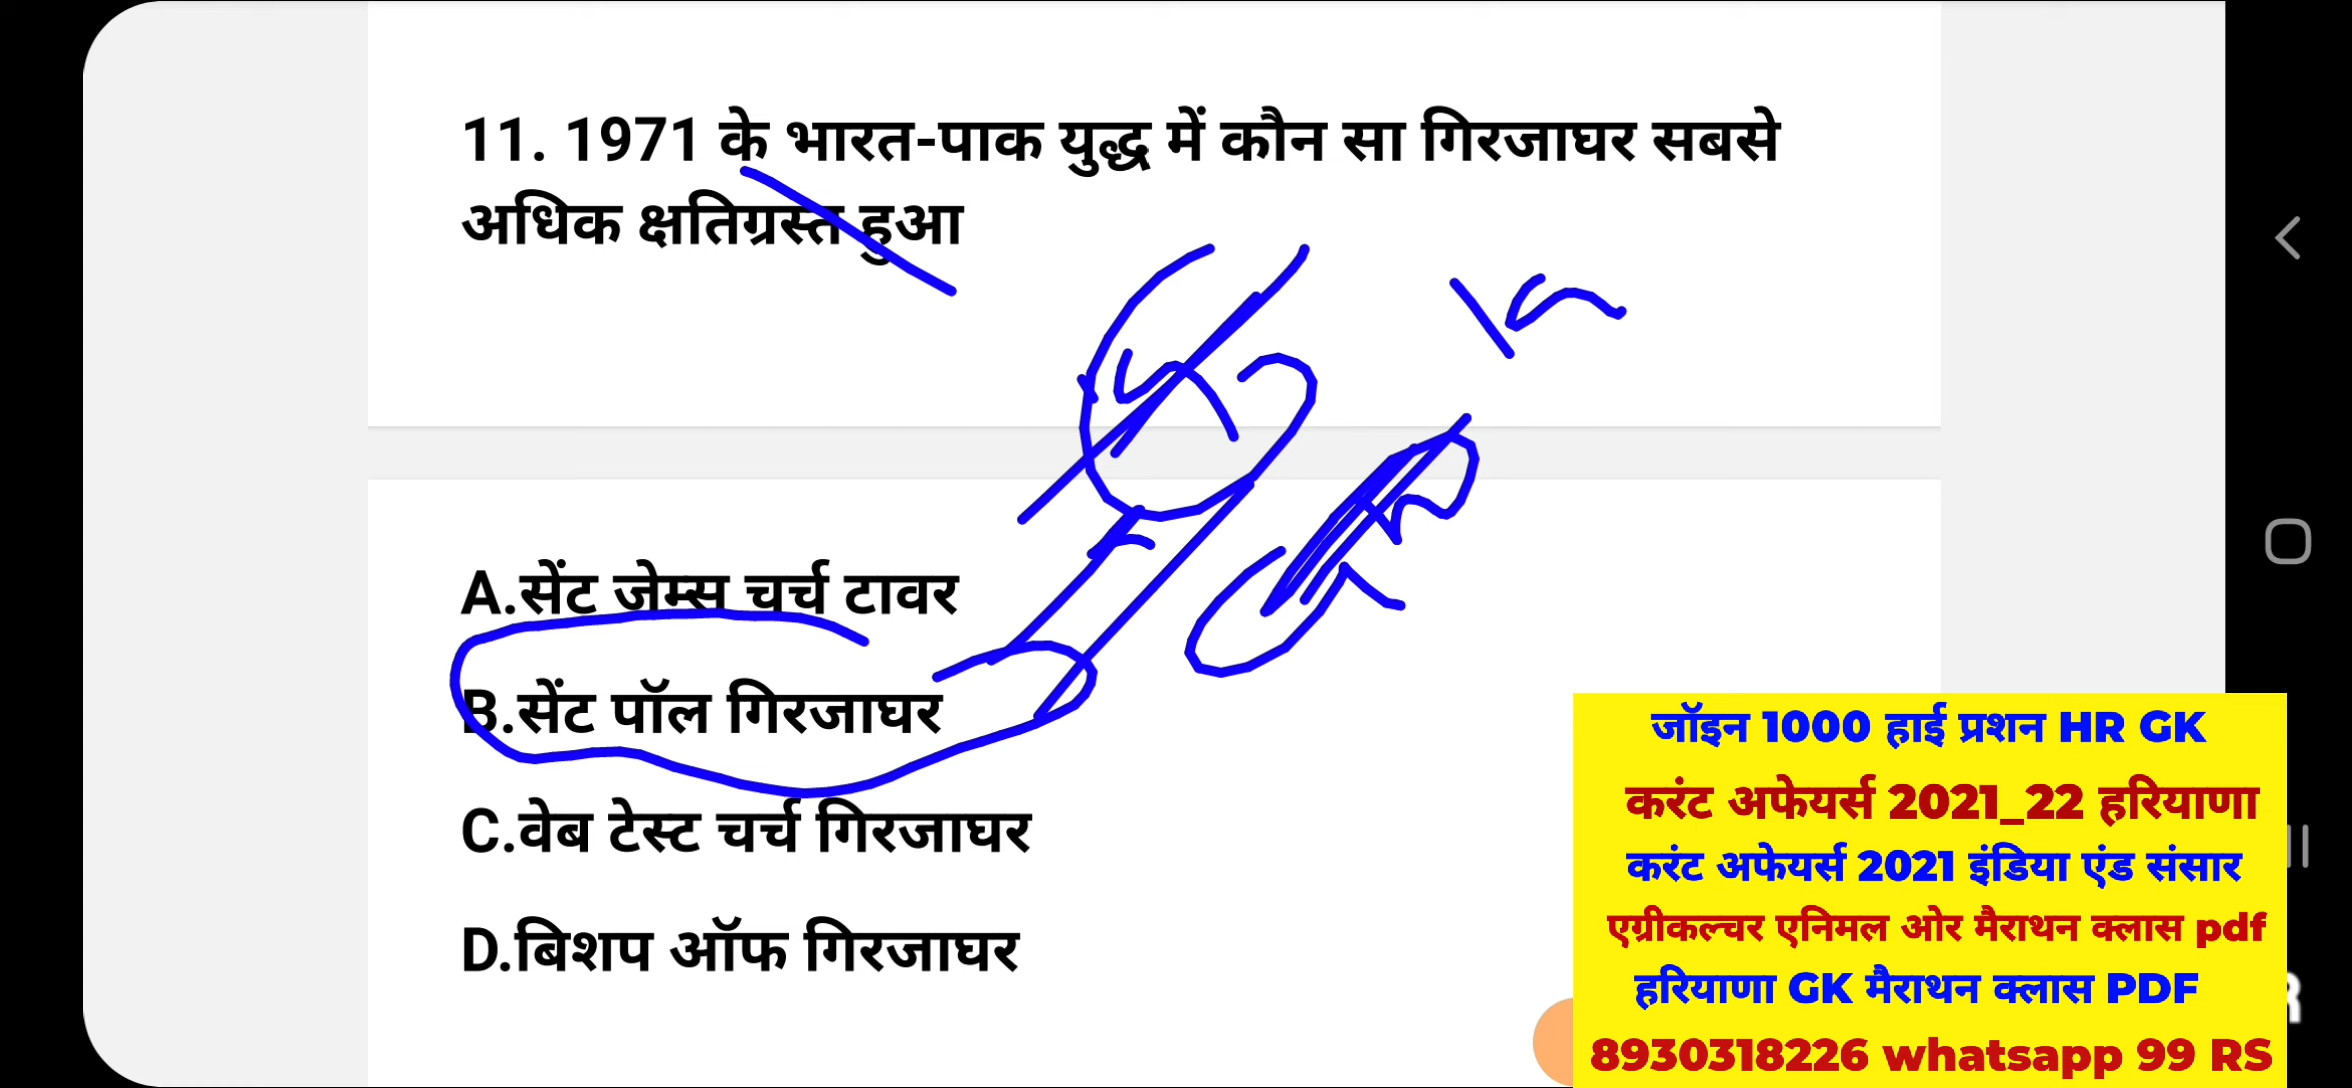 11. 1971 के भारत-पाक युद्ध में कौन सा गिरजाघर सबसे
अधिक क्षतिग्रस्त हुआ
A.सेंट जेम्स चर्च टावर
B.सेंट पॉल गिरजाघर
C.वेब टेस्ट चर्च गिरजाघर
D.बिशप ऑफ गिरजाघर
जॉइन 1000 हाई प्रशन HR GK
करंट अफेयर्स 2021_22 हरियाणा
करंट अफेयर्स 2021 इंडिया एंड संसार
एग्रीकल्चर एनिमल ओर मैराथन क्लास pdf
हरियाणा GK मैराथन क्लास PDF
8930318226 whatsapp 99 RS